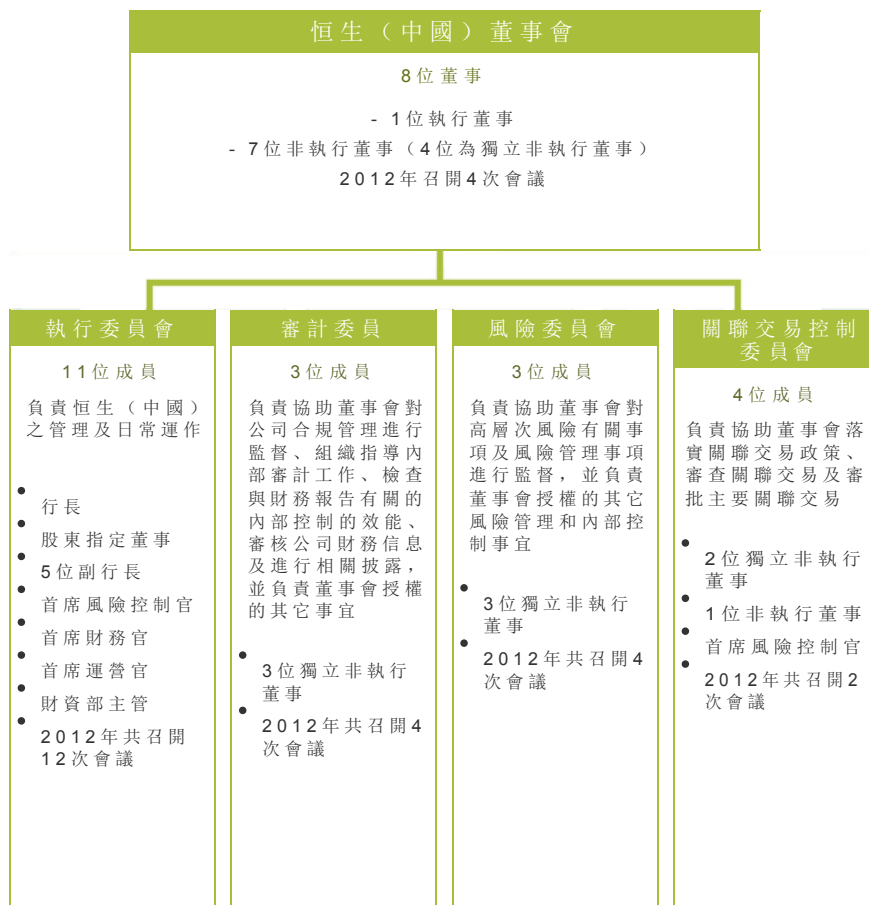 恒生（中國）董事會
8位董事
- 1位執行董事
- 7位非執行董事（4位為獨立非執行董事）
2012年召開4次會議
執行委員會
11位成員
負責恒生（中國）
之管理及日常運作
行長
股東指定董事
5位副行長
首席風險控制官
首席財務官
首席運營官
財資部主管
2012年共召開
12次會議
審計委員
3位成員
負責協助董事會對
公司合規管理進行
監督、組織指導內
部審計工作、檢查
與財務報告有關的
內部控制的效能、
審核公司財務信息
及進行相關披露，
並負責董事會授權
的其它事宜
3位獨立非執行
董事
2012年共召開4
次會議
風險委員會
3位成員
負責協助董事會對
高層次風險有關事
項及風險管理事項
進行監督，並負責
董事會授權的其它
風險管理和內部控
制事宜
3位獨立非執行
董事
2012年共召開4
次會議
關聯交易控制
委員會
4位成員
負責協助董事會落
實關聯交易政策、
審查關聯交易及審
批主要關聯交易
2位獨立非執行
董事
1位非執行董事
首席風險控制官
2012年共召開2
次會議